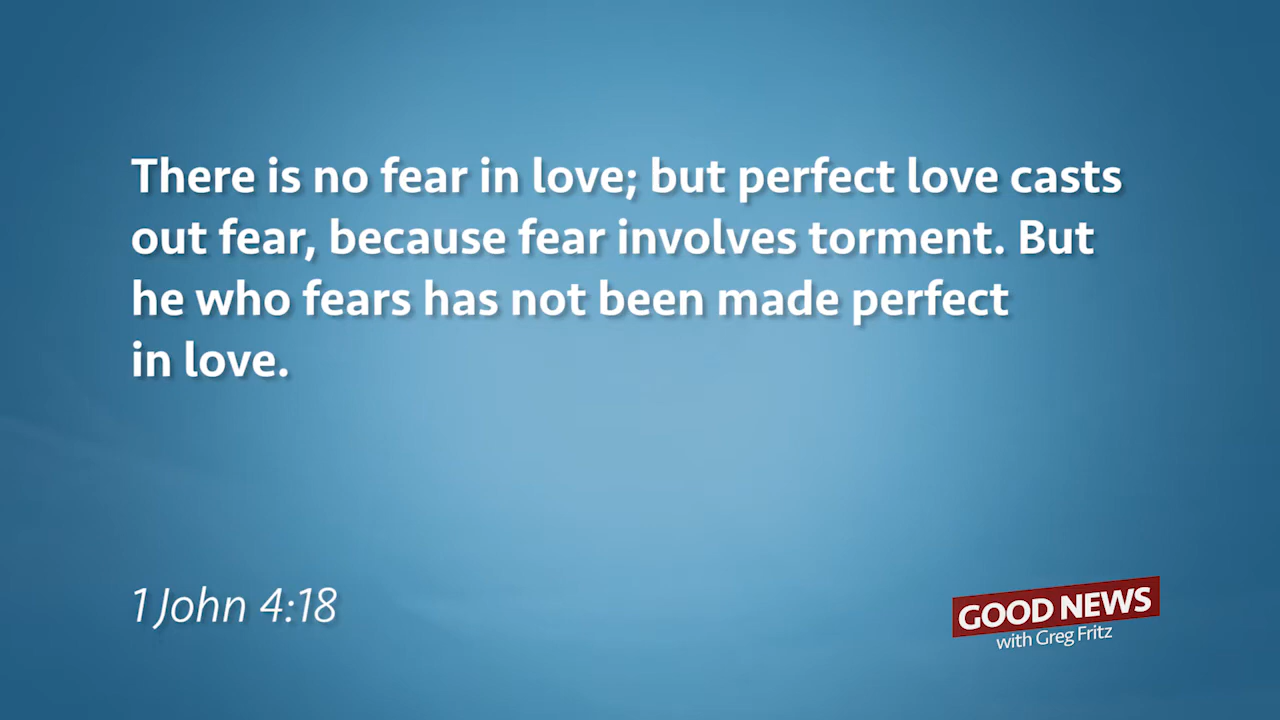 There is no fear in love; but perfect love casts
out fear, because fear involves torment. But
he who fears has not been made perfect
in love.
1 John 4:18
GOOD NEWS
with Greg Fritz